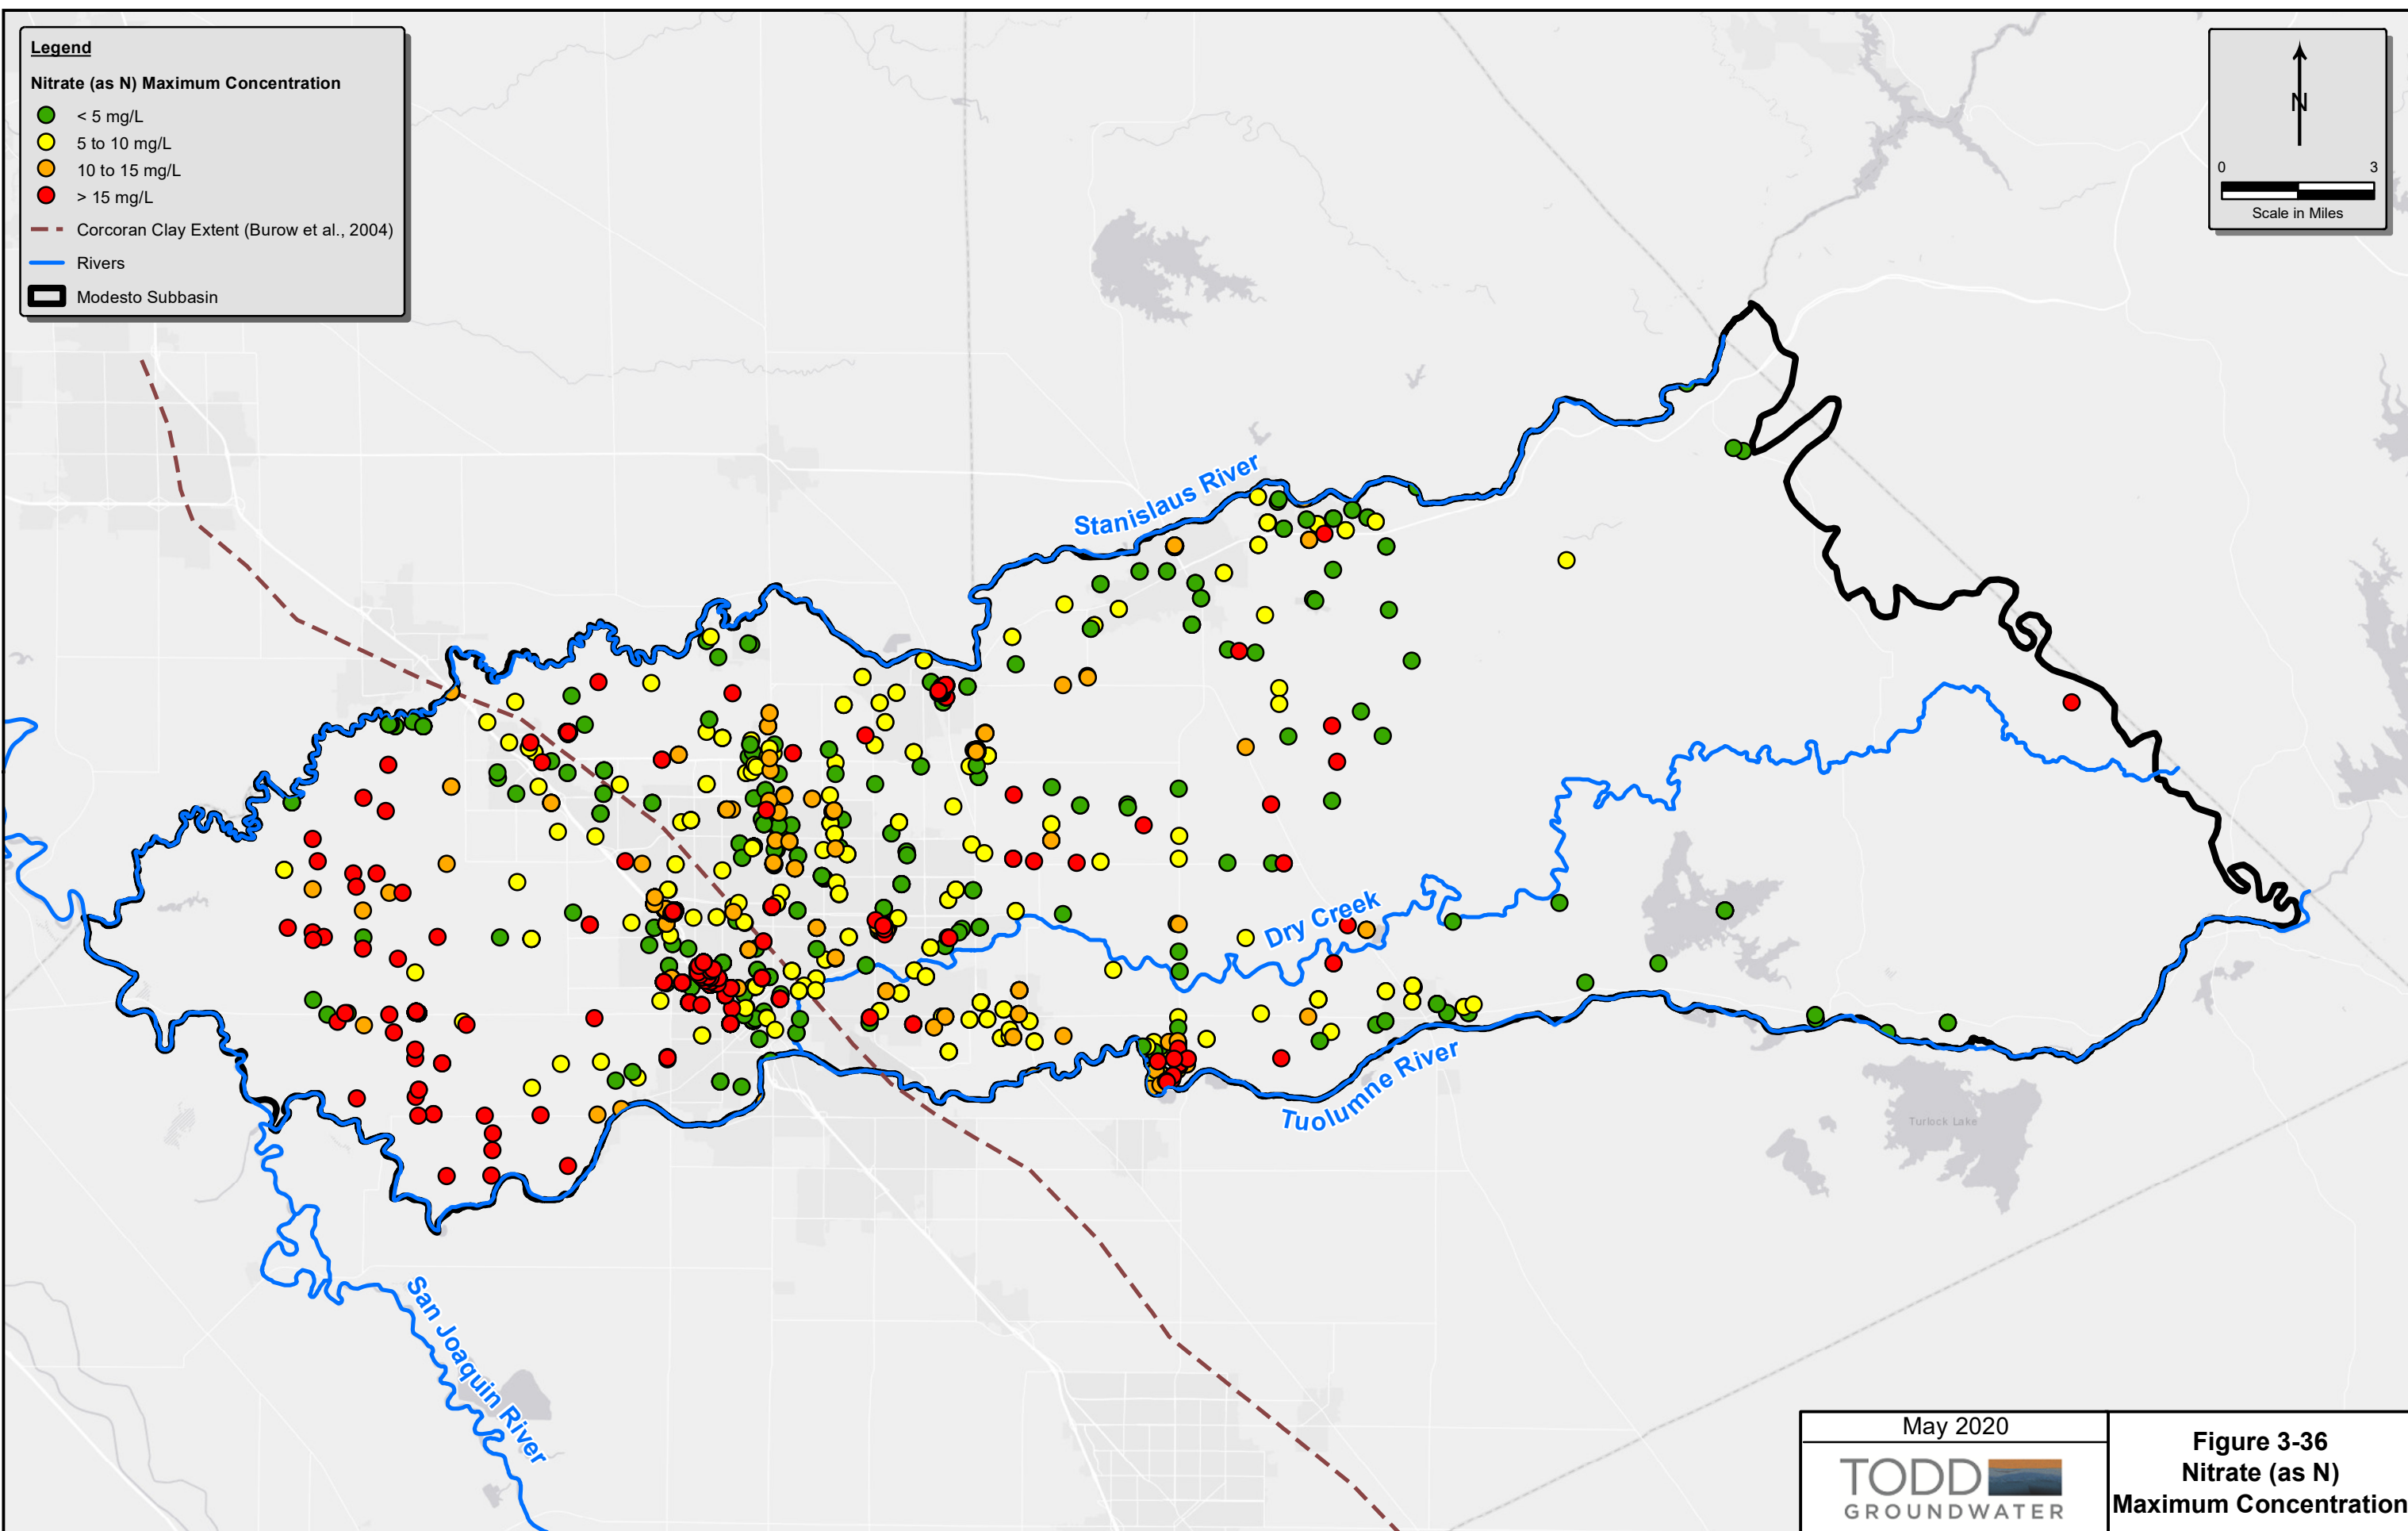 Legend
Nitrate (as N) Maximum Concentration
< 5 mg/L
5 to 10 mg/L
10 to 15 mg/L
> 15 mg/L
Corcoran Clay Extent (Burow et al., 2004)
Rivers
Modesto Subbasin
N
0 3
Scale in Miles
Stanislaus River
Dry Creek
Tuolumne River
Turlock Lake
San Joaquin River
May 2020
TODD
GROUNDWATER
Figure 3-36
Nitrate (as N)
Maximum Concentration